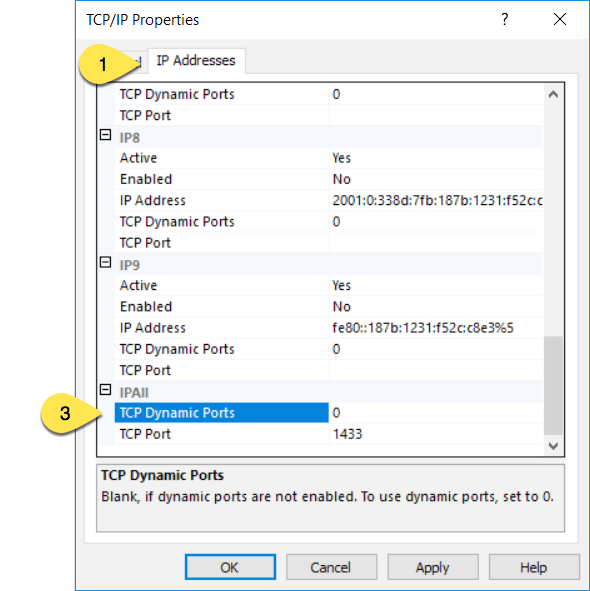 TCP/IP Properties ? ×
1 IP Addresses
TCP Dynamic Ports 0
TCP Port
IP8
Active Yes
Enabled No
IP Address 2001:0:338d:7fb:187b:1231:f52c:c
TCP Dynamic Ports 0
TCP Port
IP9
Active Yes
Enabled No
IP Address fe80::187b:1231:f52c:c8e3%5
TCP Dynamic Ports 0
TCP Port
IPAll
3 TCP Dynamic Ports 0
TCP Port 1433
TCP Dynamic Ports
Blank, if dynamic ports are not enabled. To use dynamic ports, set to 0.
OK Cancel Apply Help